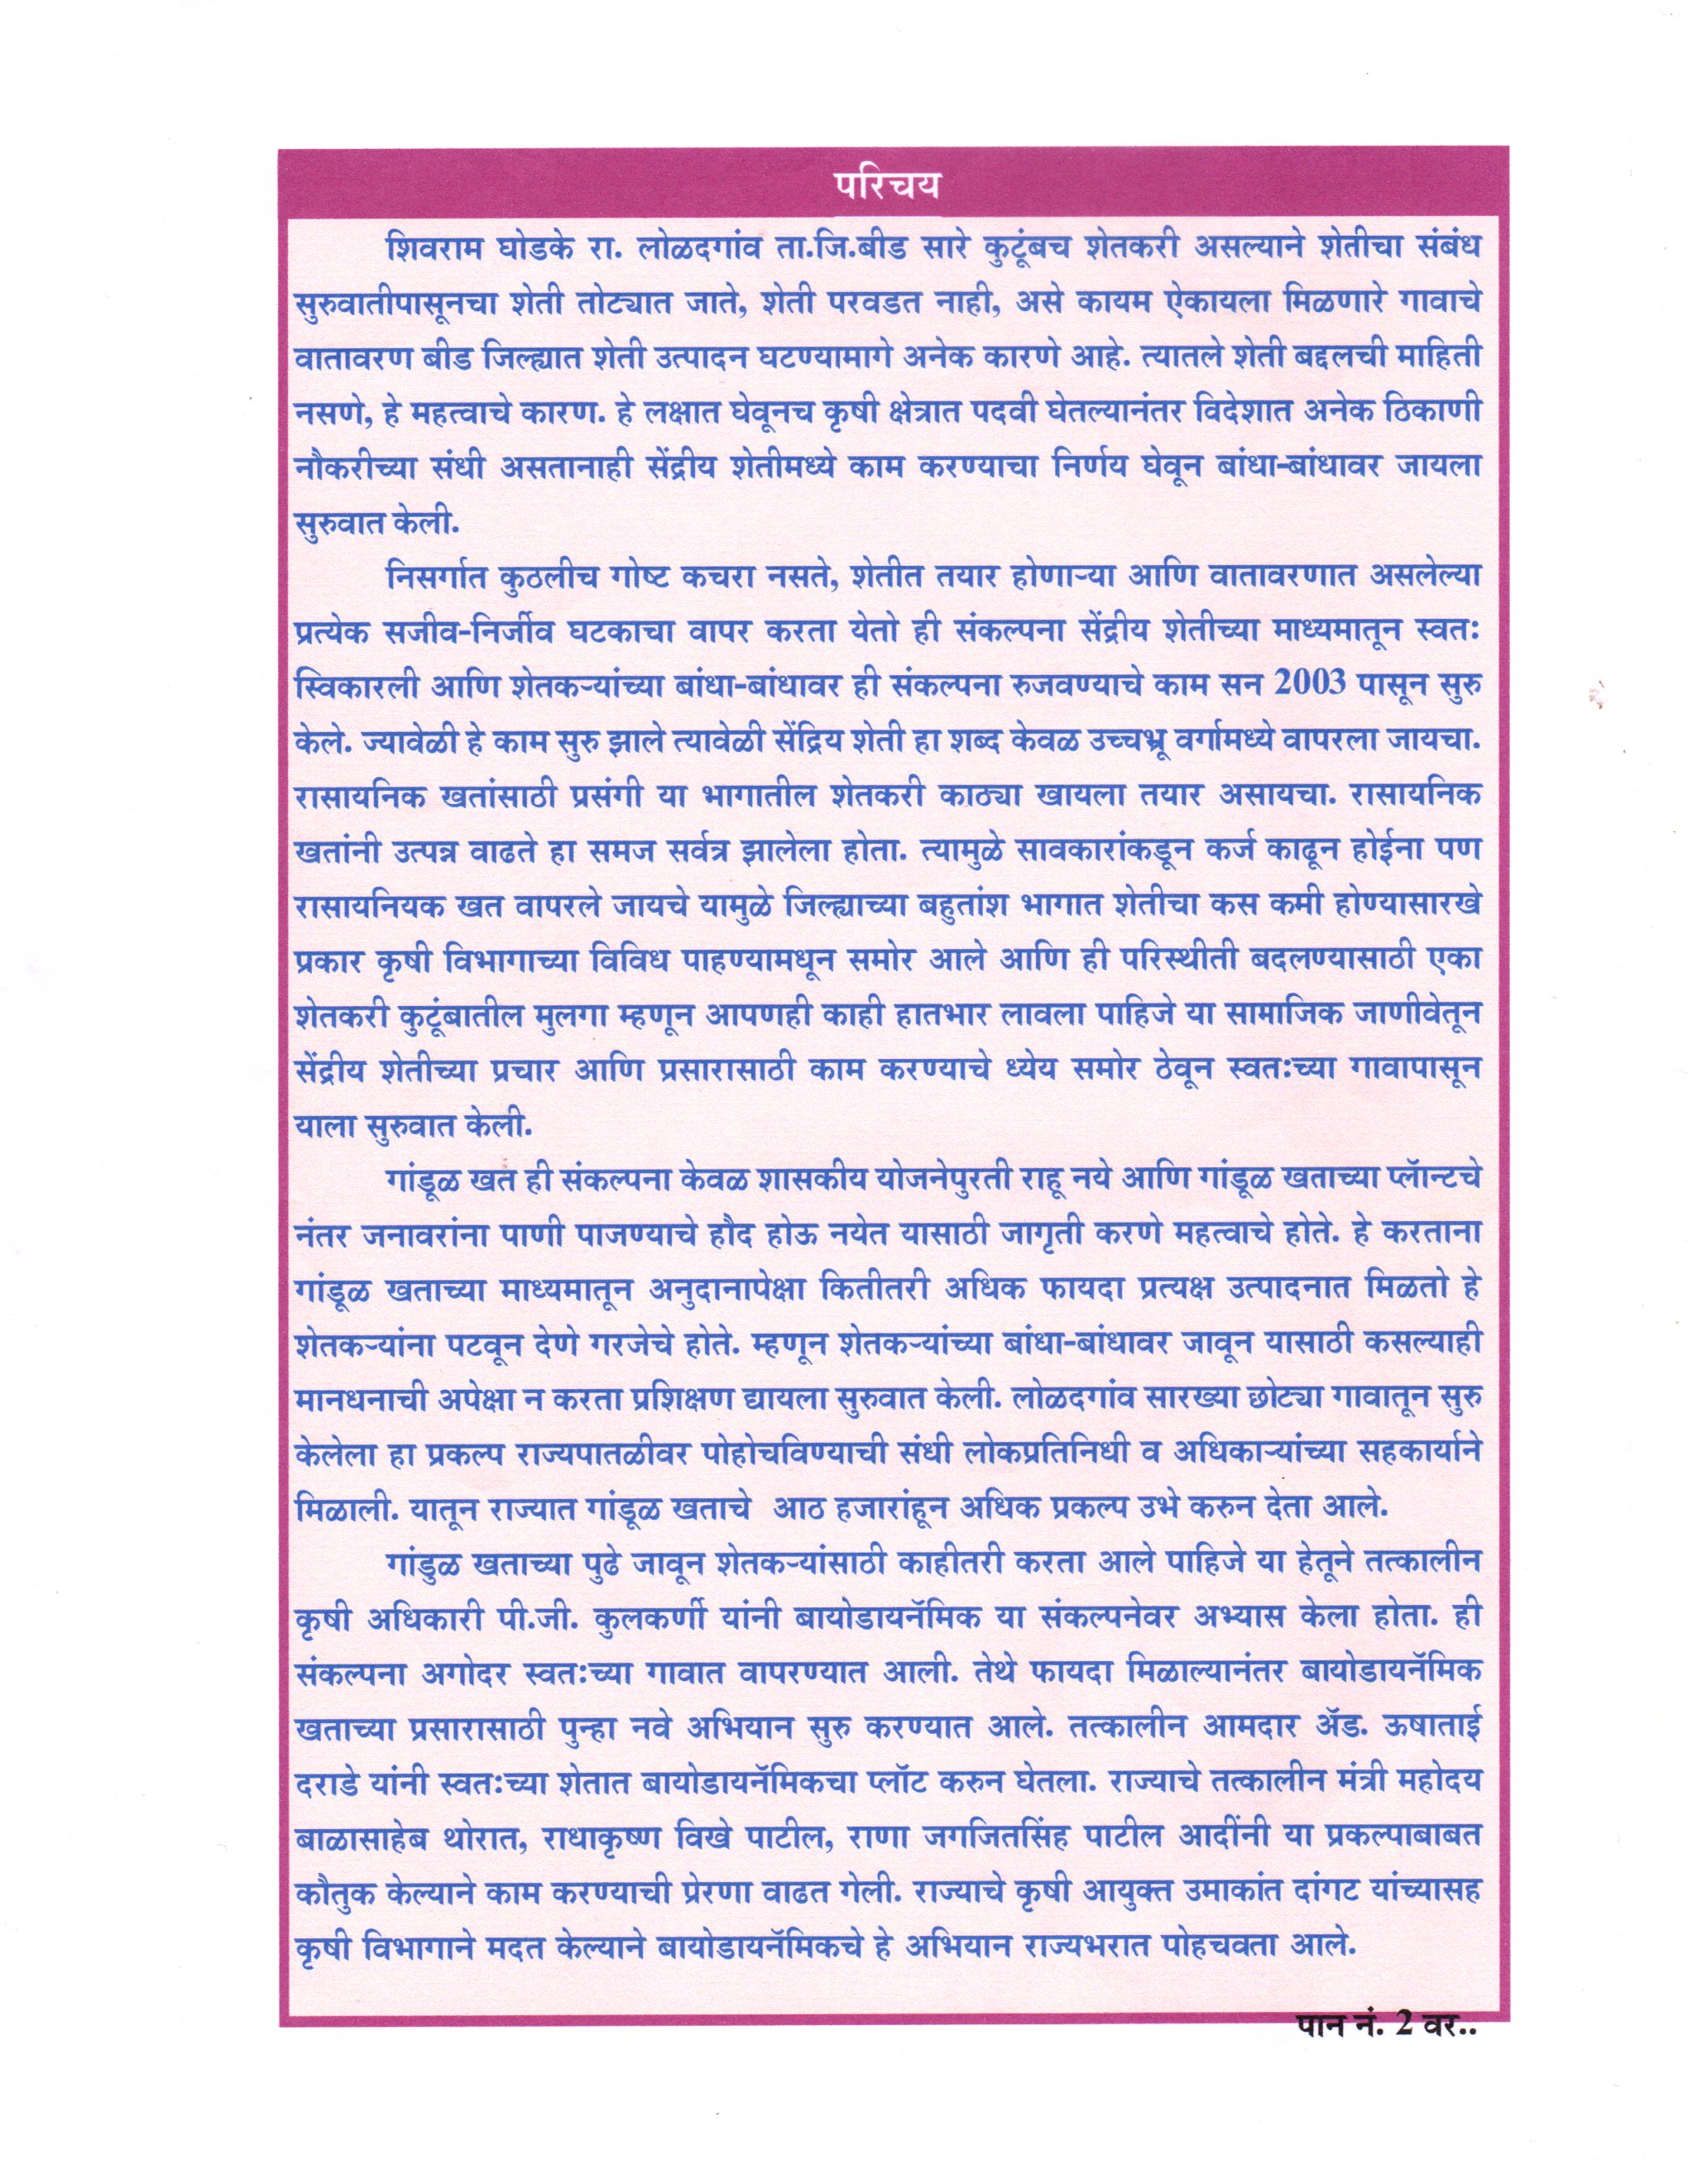 परिचय
शिवराम घोडके रा. लोळदगांव ता.जि.बीड सारे कुटूंबच शेतकरी असल्याने शेतीचा संबंध
सुरुवातीपासूनचा शेती तोट्यात जाते, शेती परवडत नाही, असे कायम ऐकायला मिळणारे गावाचे
वातावरण बीड जिल्ह्यात शेती उत्पादन घटण्यामागे अनेक कारणे आहे. त्यातले शेती बद्दलची माहिती
नसणे, हे महत्वाचे कारण. हे लक्षात घेवूनच कृषी क्षेत्रात पदवी घेतल्यानंतर विदेशात अनेक ठिकाणी
नौकरीच्या संधी असतानाही सेंद्रीय शेतीमध्ये काम करण्याचा निर्णय घेवून बांधा-बांधावर जायला
सुरुवात केली.
निसर्गात कुठलीच गोष्ट कचरा नसते, शेतीत तयार होणाऱ्या आणि वातावरणात असलेल्या
प्रत्येक सजीव-निर्जीव घटकाचा वापर करता येतो ही संकल्पना सेंद्रीय शेतीच्या माध्यमातून स्वतः
स्विकारली आणि शेतकऱ्यांच्या बांधा-बांधावर ही संकल्पना रुजवण्याचे काम सन 2003 पासून सुरु
केले. ज्यावेळी हे काम सुरु झाले त्यावेळी सेंद्रिय शेती हा शब्द केवळ उच्चभ्रू वर्गामध्ये वापरला जायचा.
रासायनिक खतांसाठी प्रसंगी या भागातील शेतकरी काठ्या खायला तयार असायचा. रासायनिक
खतांनी उत्पन्न वाढते हा समज सर्वत्र झालेला होता. त्यामुळे सावकारांकडून कर्ज काढून होईना पण
रासायनियक खत वापरले जायचे यामुळे जिल्ह्याच्या बहुतांश भागात शेतीचा कस कमी होण्यासारखे
प्रकार कृषी विभागाच्या विविध पाहण्यामधून समोर आले आणि ही परिस्थीती बदलण्यासाठी एका
शेतकरी कुटूंबातील मुलगा म्हणून आपणही काही हातभार लावला पाहिजे या सामाजिक जाणीवेतून
सेंद्रीय शेतीच्या प्रचार आणि प्रसारासाठी काम करण्याचे ध्येय समोर ठेवून स्वतःच्या गावापासून
याला सुरुवात केली.
गांडूळ खत ही संकल्पना केवळ शासकीय योजनेपुरती राहू नये आणि गांडूळ खताच्या प्लॅान्टचे
नंतर जनावरांना पाणी पाजण्याचे हौद होऊ नयेत यासाठी जागृती करणे महत्वाचे होते. हे करताना
गांडूळ खताच्या माध्यमातून अनुदानापेक्षा कितीतरी अधिक फायदा प्रत्यक्ष उत्पादनात मिळतो हे
शेतकऱ्यांना पटवून देणे गरजेचे होते. म्हणून शेतकऱ्यांच्या बांधा-बांधावर जावून यासाठी कसल्याही
मानधनाची अपेक्षा न करता प्रशिक्षण द्यायला सुरुवात केली. लोळदगांव सारख्या छोट्या गावातून सुरु
केलेला हा प्रकल्प राज्यपातळीवर पोहोचविण्याची संधी लोकप्रतिनिधी व अधिकाऱ्यांच्या सहकार्याने
मिळाली. यातून राज्यात गांडूळ खताचे आठ हजारांहून अधिक प्रकल्प उभे करुन देता आले.
गांडुळ खताच्या पुढे जावून शेतकऱ्यांसाठी काहीतरी करता आले पाहिजे या हेतूने तत्कालीन
कृषी अधिकारी पी.जी. कुलकर्णी यांनी बायोडायनॅमिक या संकल्पनेवर अभ्यास केला होता. ही
संकल्पना अगोदर स्वतःच्या गावात वापरण्यात आली. तेथे फायदा मिळाल्यानंतर बायोडायनॅमिक
खताच्या प्रसारासाठी पुन्हा नवे अभियान सुरु करण्यात आले. तत्कालीन आमदार ॲड. ऊषाताई
दराडे यांनी स्वतःच्या शेतात बायोडायनॅमिकचा प्लॉट करुन घेतला. राज्याचे तत्कालीन मंत्री महोदय
बाळासाहेब थोरात, राधाकृष्ण विखे पाटील, राणा जगजितसिंह पाटील आदींनी या प्रकल्पाबाबत
कौतुक केल्याने काम करण्याची प्रेरणा वाढत गेली. राज्याचे कृषी आयुक्त उमाकांत दांगट यांच्यासह
कृषी विभागाने मदत केल्याने बायोडायनॅमिकचे हे अभियान राज्यभरात पोहचवता आले.
पान नं. 2 वर..